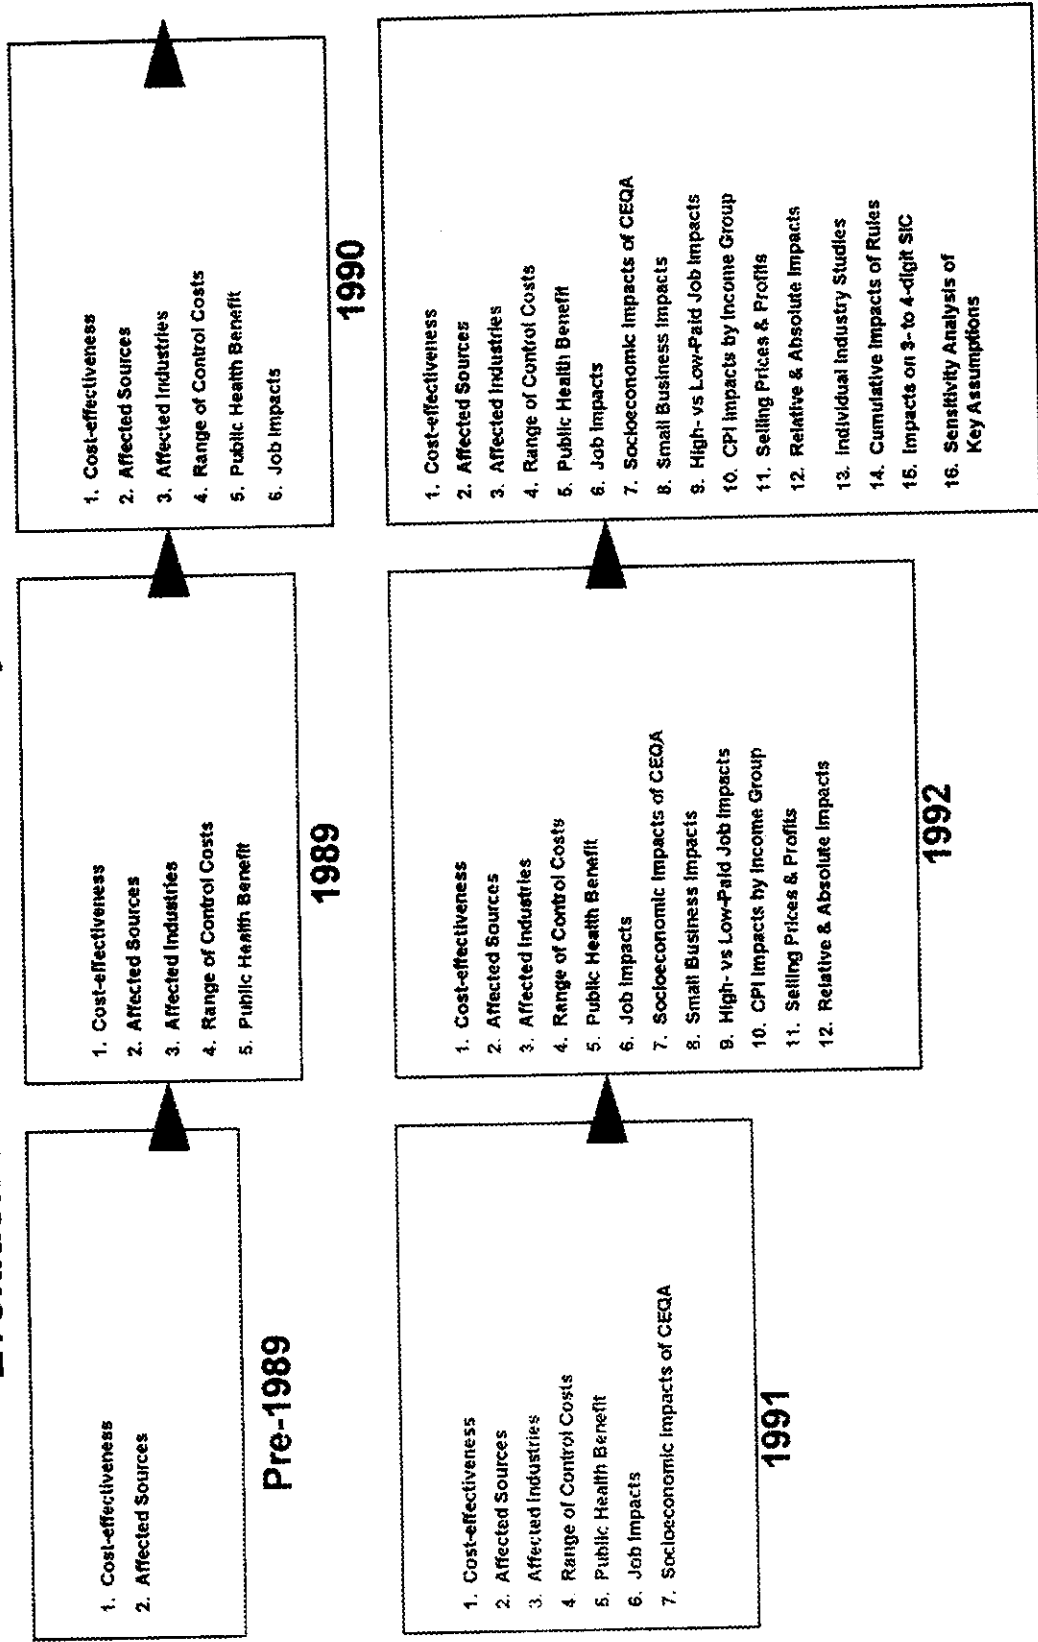 1. Cost-effectiveness
2. Affected Sources
Pre-1989
1. Cost-effectiveness
2. Affected Sources
3. Affected Industries
4. Range of Control Costs
5. Public Health Benefit
1989
1. Cost-effectiveness
2. Affected Sources
3. Affected Industries
4. Range of Control Costs
5. Public Health Benefit
6. Job Impacts
1990
1. Cost-effectiveness
2. Affected Sources
3. Affected Industries
4. Range of Control Costs
5. Public Health Benefit
6. Job Impacts
7. Socioeconomic Impacts of CEQA
1991
1. Cost-effectiveness
2. Affected Sources
3. Affected Industries
4. Range of Control Costs
5. Public Health Benefit
6. Job Impacts
7. Socioeconomic Impacts of CEQA
8. Small Business Impacts
9. High- vs Low-Paid Job Impacts
10. CPI Impacts by Income Group
11. Selling Prices & Profits
12. Relative & Absolute Impacts
1992
1. Cost-effectiveness
2. Affected Sources
3. Affected Industries
4. Range of Control Costs
5. Public Health Benefit
6. Job Impacts
7. Socioeconomic Impacts of CEQA
8. Small Business Impacts
9. High- vs Low-Paid Job Impacts
10. CPI Impacts by Income Group
11. Selling Prices & Profits
12. Relative & Absolute Impacts
13. Individual Industry Studies
14. Cumulative Impacts of Rules
15. Impacts on 3- to 4-digit SIC
16. Sensitivity Analysis of
Key Assumptions